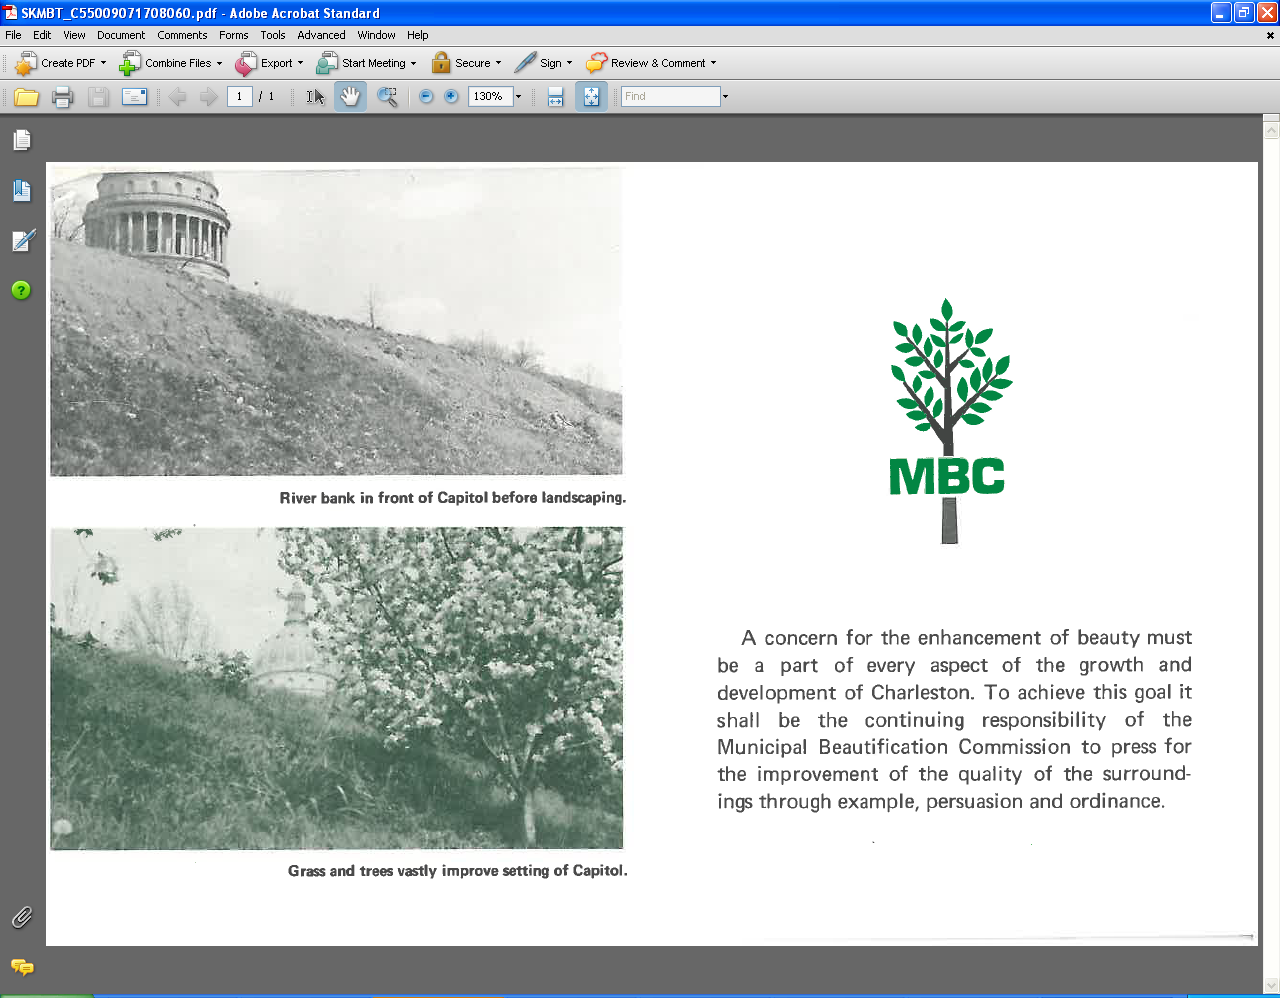 SKMBT_C55009071708060.pdf - Adobe Acrobat Standard
File Edit View Document Comments Forms Tools Advanced Window Help
Create PDF Combine Files Export Start Meeting Secure Sign Review & Comment
1 / 1 130% Find
River bank in front of Capitol before landscaping.
Grass and trees vastly improve setting of Capitol.
MBC
A concern for the enhancement of beauty must
be a part of every aspect of the growth and
development of Charleston. To achieve this goal it
shall be the continuing responsibility of the
Municipal Beautification Commission to press for
the improvement of the quality of the surround-
ings through example, persuasion and ordinance.